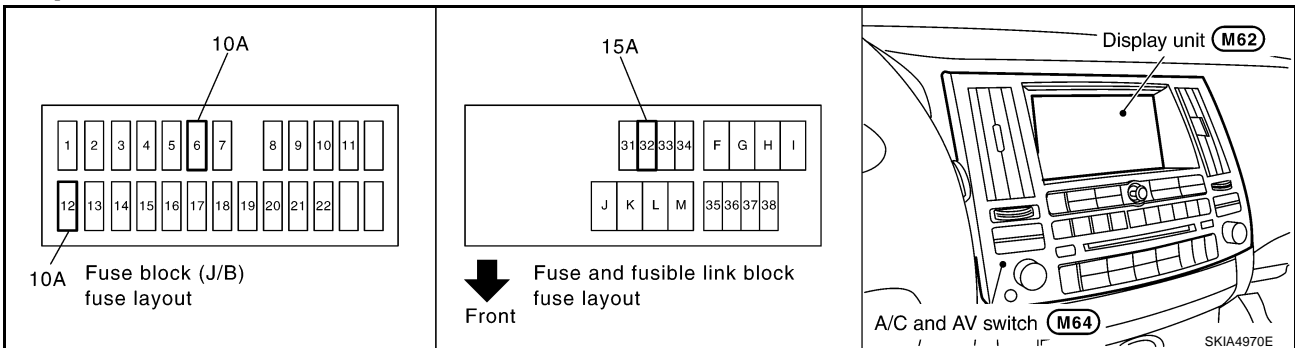 10A
1 2 3 4 5 6 7 8 9 10 11
12 13 14 15 16 17 18 19 20 21 22
10A
Fuse block (J/B)
fuse layout
15A
31 32 33 34 F G H I
J K L M 35 36 37 38
Front
Fuse and fusible link block
fuse layout
Display unit M62
A/C and AV switch M64
SKIA4970E